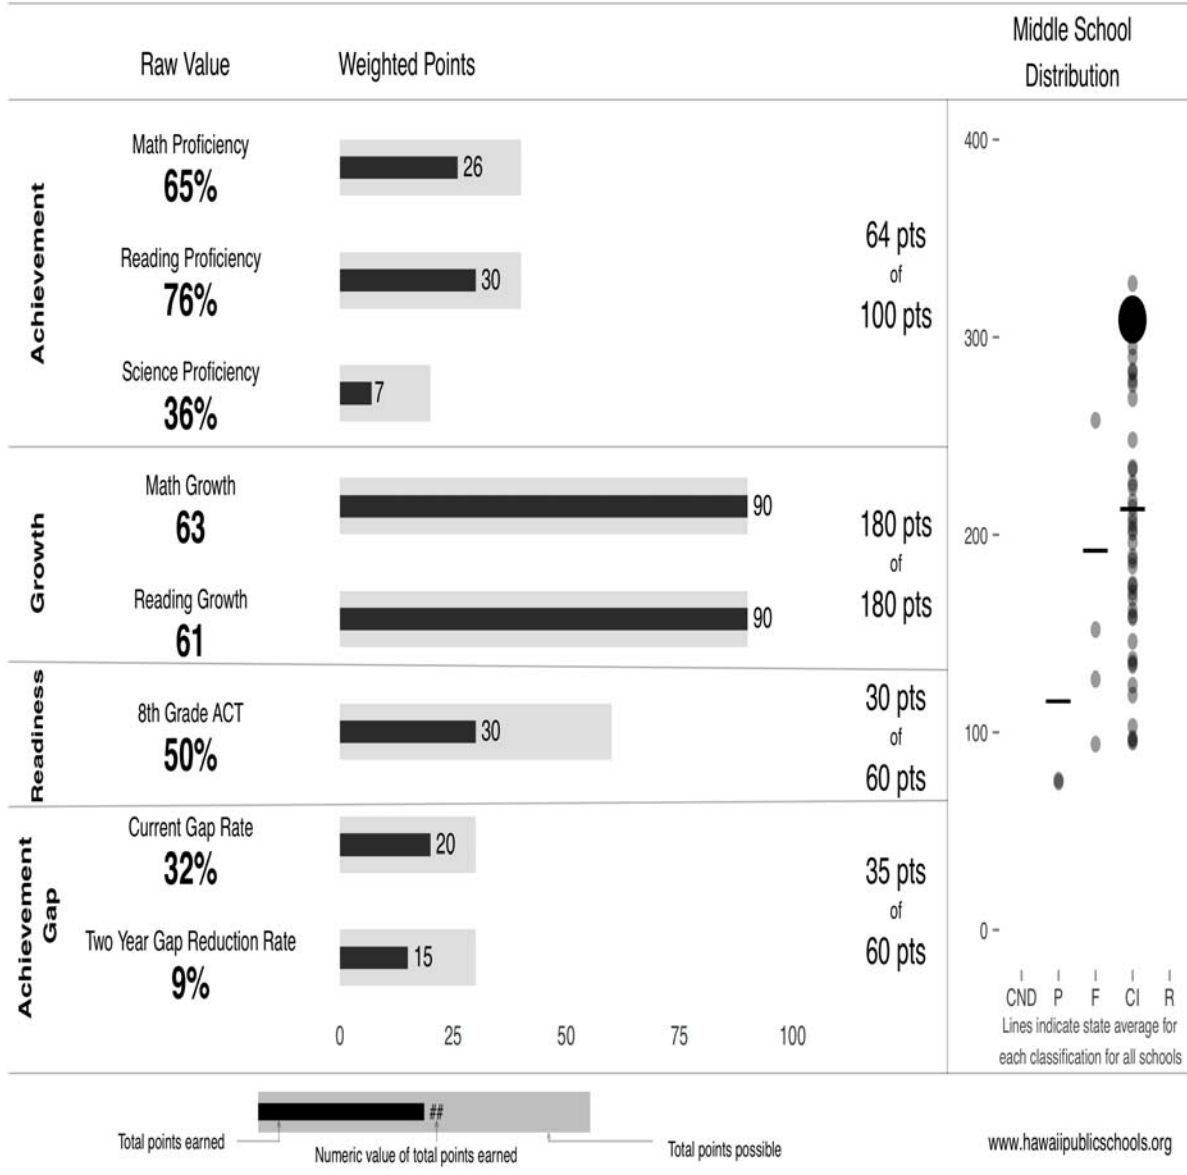 Raw Value
Weighted Points
Middle School
Distribution
Achievement
Math Proficiency
65%
26
Reading Proficiency
76%
30
Science Proficiency
36%
7
64 pts
of
100 pts
Growth
Math Growth
63
90
Reading Growth
61
90
180 pts
of
180 pts
Readiness
8th Grade ACT
50%
30
30 pts
of
60 pts
Achievement
Gap
Current Gap Rate
32%
20
Two Year Gap Reduction Rate
9%
15
35 pts
of
60 pts
0 25 50 75 100
400
300
200
100
0
CND P F CI R
Lines indicate state average for
each classification for all schools
##
Total points earned
Numeric value of total points earned
Total points possible
www.hawaiipublicschools.org